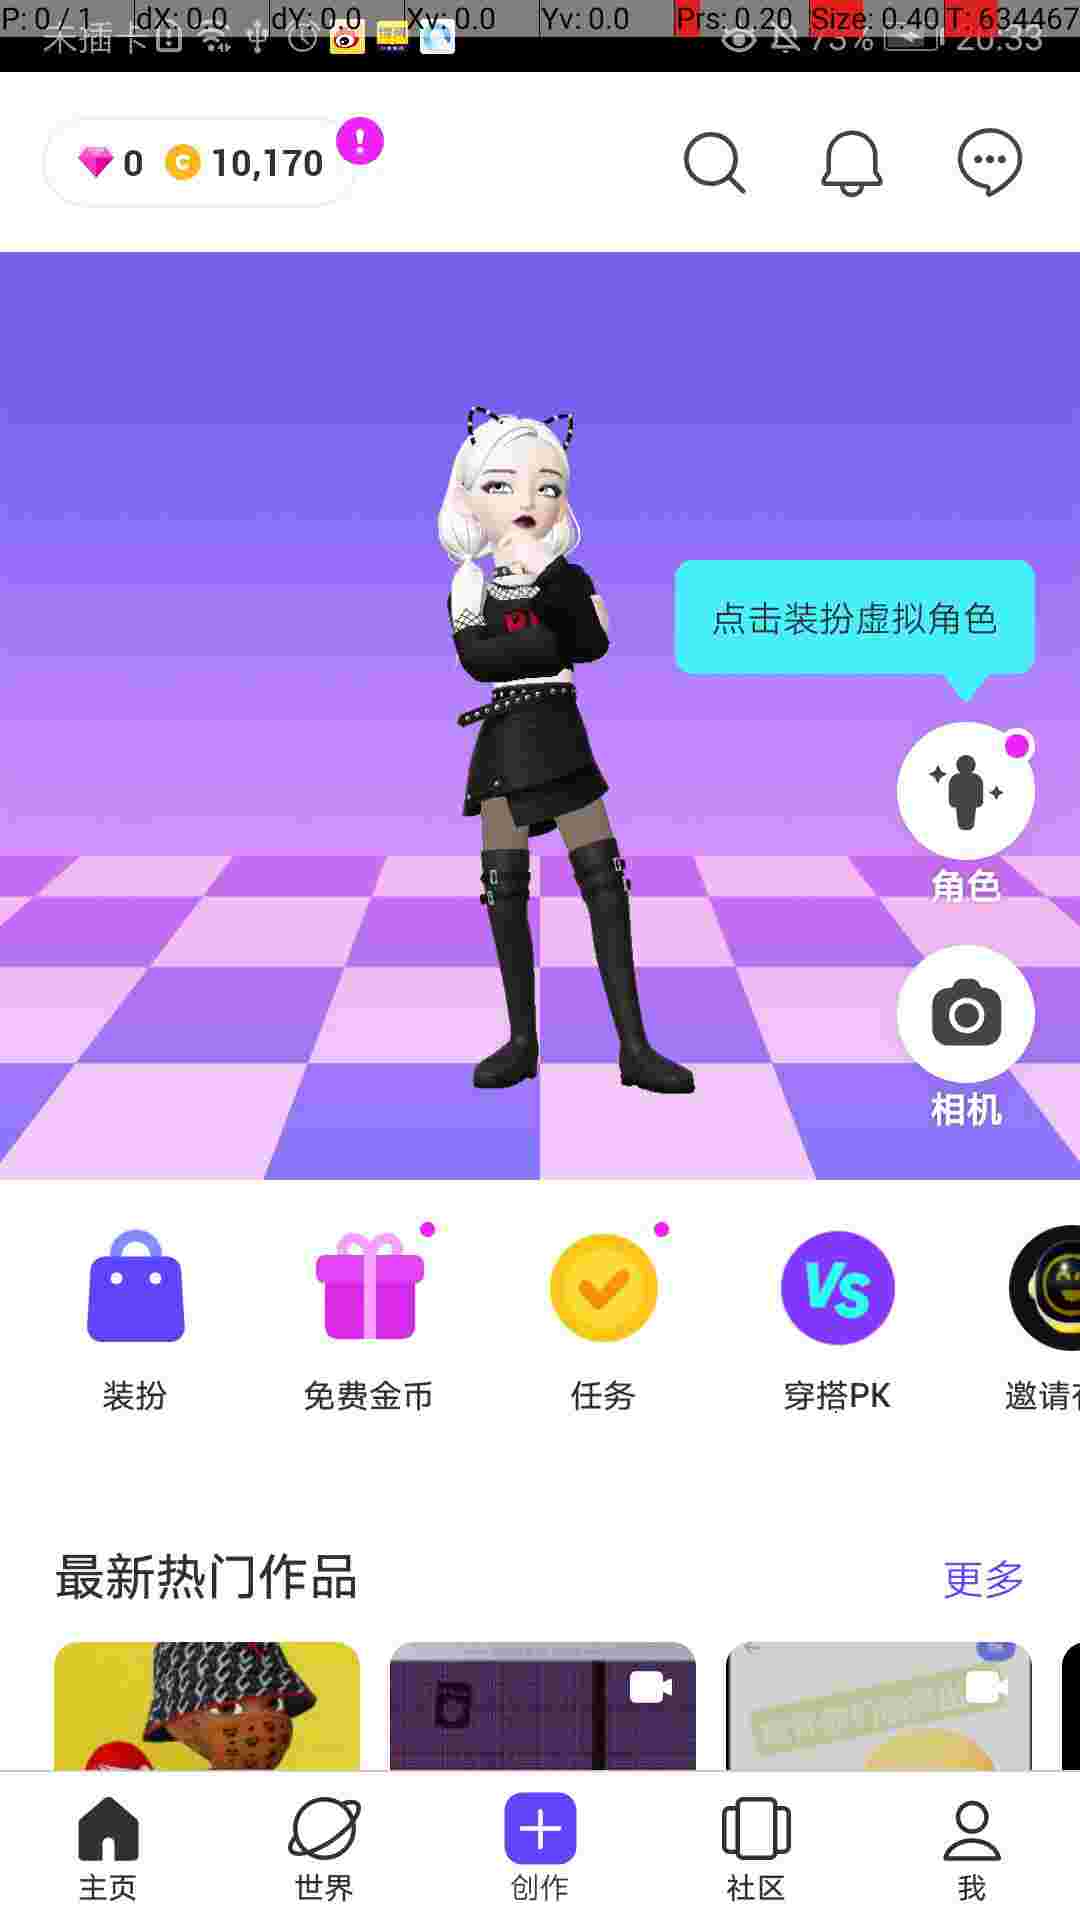 P: 0 / 1 dX: 0.0 dY: 0.0 Xv: 0.0 Yv: 0.0 Prs: 0.20 Size: 0.40 T: 634467
未插卡 73% 20:33
0 10,170
点击装扮虚拟角色
角色
相机
装扮 免费金币 任务 穿搭PK 邀请
最新热门作品 更多
主页 世界 创作 社区 我